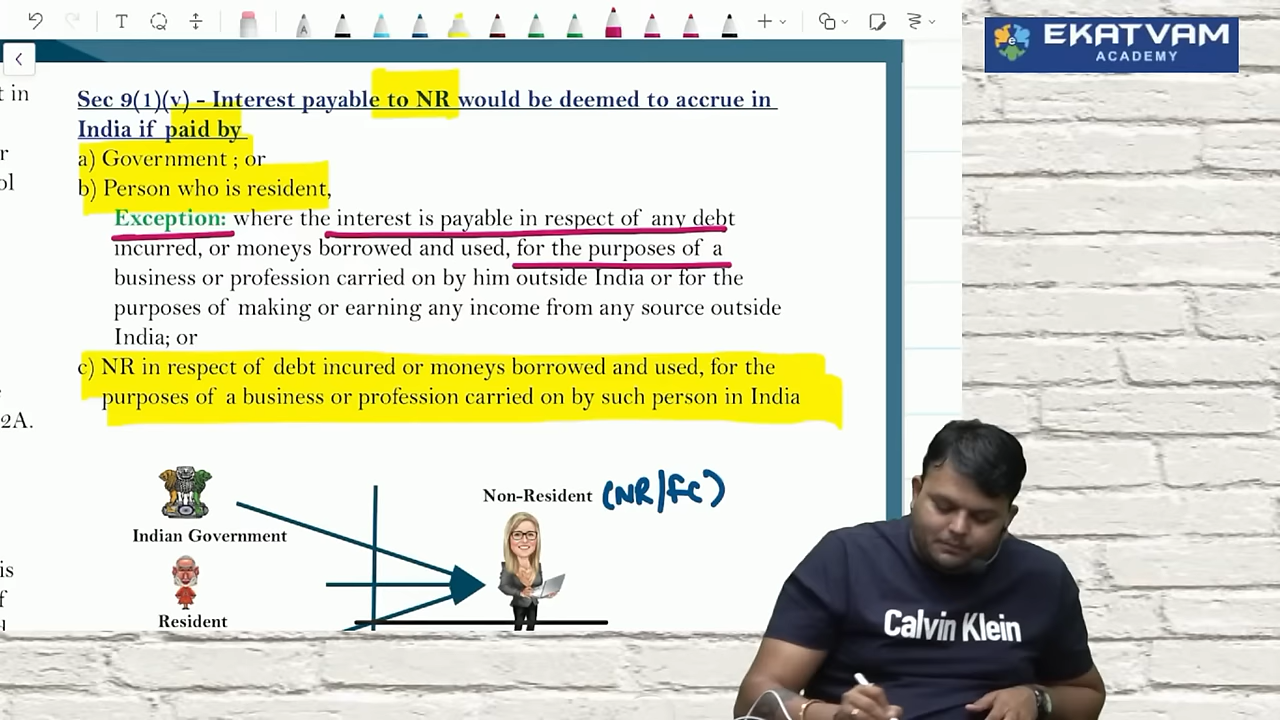 EKATVAM
ACADEMY
t in
r
ol
2A.
is
f
Sec 9(1)(v) - Interest payable to NR would be deemed to accrue in
India if paid by
a) Government ; or
b) Person who is resident,
Exception: where the interest is payable in respect of any debt
incurred, or moneys borrowed and used, for the purposes of a
business or profession carried on by him outside India or for the
purposes of making or earning any income from any source outside
India; or
c) NR in respect of debt incured or moneys borrowed and used, for the
purposes of a business or profession carried on by such person in India
Non-Resident (NR/FC)
Indian Government
Resident
Calvin Klein